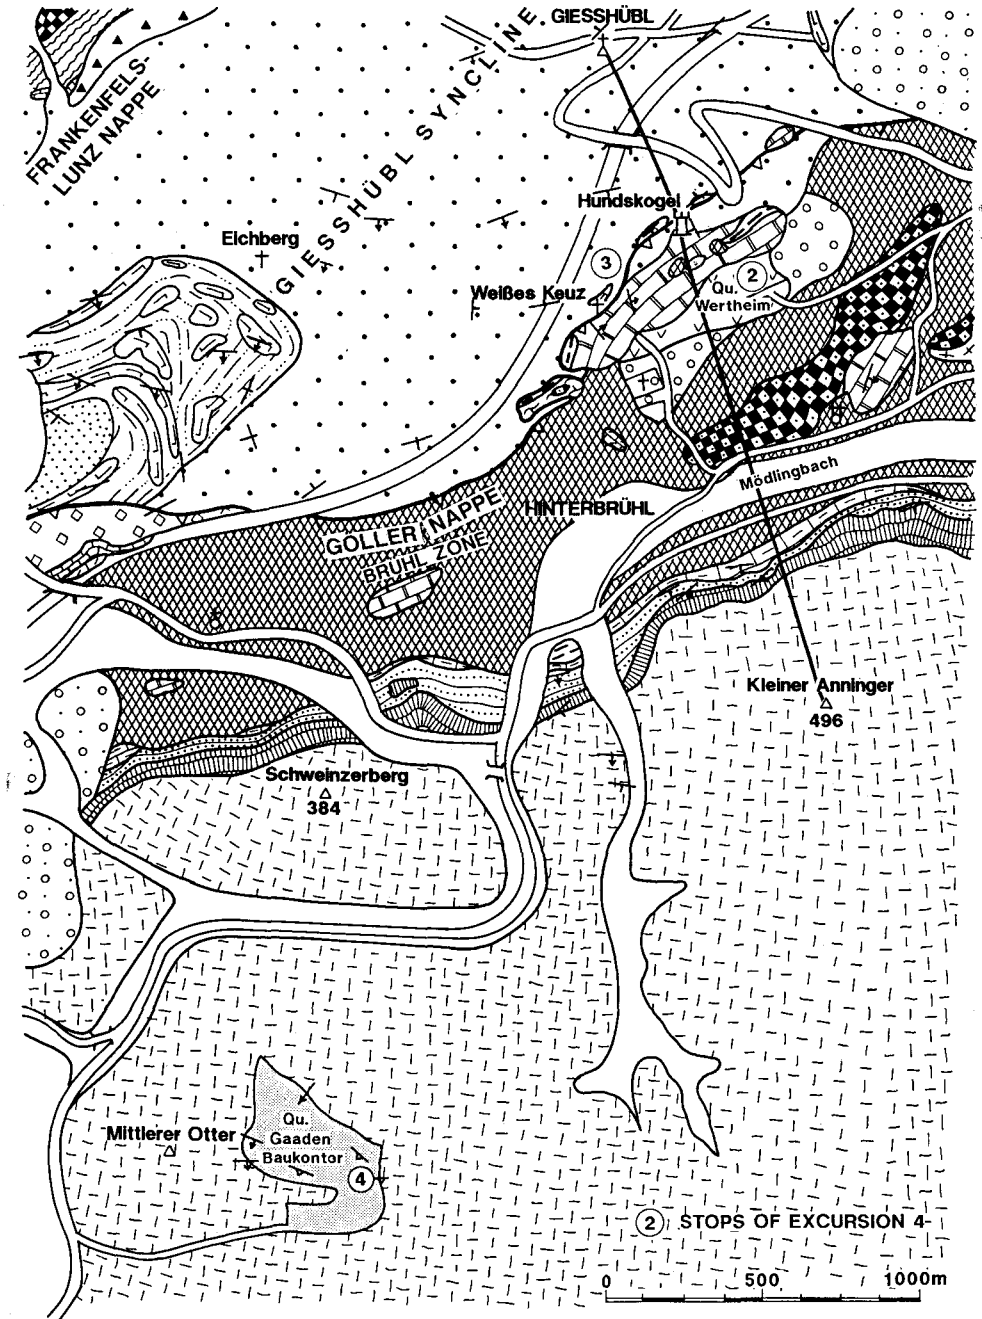 GIESSHÜBL
FRANKENFELS-
LUNZ NAPPE
GIESSHÜBL SYNCLINE
Hundskogel
Eichberg
3
2
Weißes Keuz
Qu.
Wertheim
Mödlingbach
GÖLLER NAPPE
HINTERBRÜHL
BRÜHL ZONE
Kleiner Anninger
496
Schweinzerberg
384
Qu.
Mittlerer Otter
Gaaden
Baukontor
4
2 STOPS OF EXCURSION 4
0 500 1000m